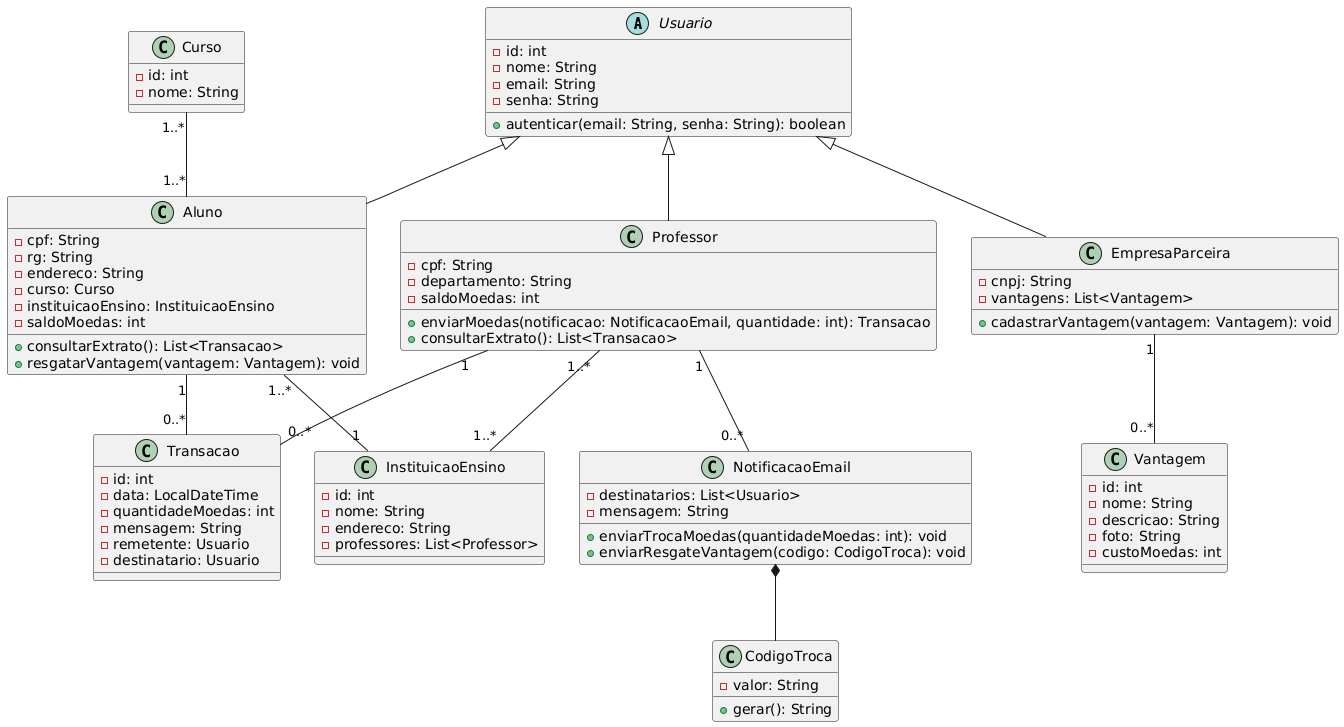 C Curso
id: int
nome: String
A Usuario
id: int
nome: String
email: String
senha: String
autenticar(email: String, senha: String): boolean
1..*
1..*
C Aluno
cpf: String
rg: String
endereco: String
curso: Curso
instituicaoEnsino: InstituicaoEnsino
saldoMoedas: int
consultarExtrato(): List<Transacao>
resgatarVantagem(vantagem: Vantagem): void
C Professor
cpf: String
departamento: String
saldoMoedas: int
enviarMoedas(notificacao: NotificacaoEmail, quantidade: int): Transacao
consultarExtrato(): List<Transacao>
C EmpresaParceira
cnpj: String
vantagens: List<Vantagem>
cadastrarVantagem(vantagem: Vantagem): void
1
1..*
1
1..*
1
1
0..*
0..*
1
1..*
0..*
0..*
C Transacao
id: int
data: LocalDateTime
quantidadeMoedas: int
mensagem: String
remetente: Usuario
destinatario: Usuario
C InstituicaoEnsino
id: int
nome: String
endereco: String
professores: List<Professor>
C NotificacaoEmail
destinatarios: List<Usuario>
mensagem: String
enviarTrocaMoedas(quantidadeMoedas: int): void
enviarResgateVantagem(codigo: CodigoTroca): void
C Vantagem
id: int
nome: String
descricao: String
foto: String
custoMoedas: int
C CodigoTroca
valor: String
gerar(): String